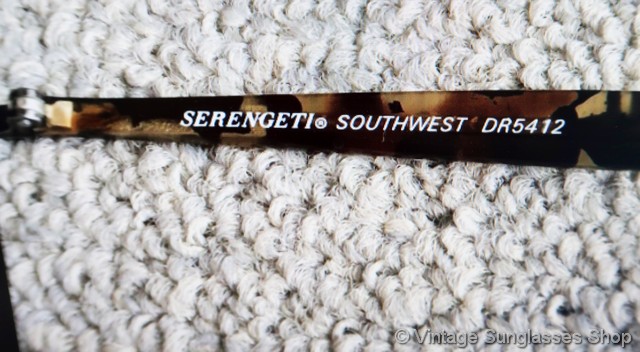 SERENGETI® SOUTHWEST DR5412
© Vintage Sunglasses Shop